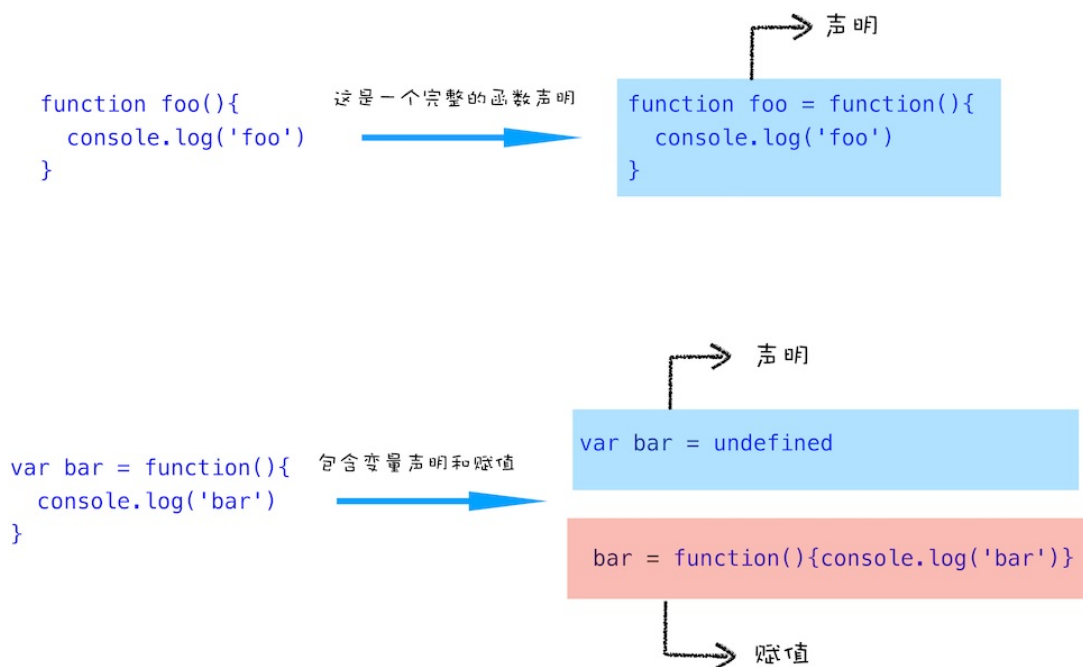 声明
function foo(){
  console.log('foo')
}
这是一个完整的函数声明
function foo = function(){
  console.log('foo')
}
声明
var bar = function(){
  console.log('bar')
}
包含变量声明和赋值
var bar = undefined
bar = function(){console.log('bar')}
赋值